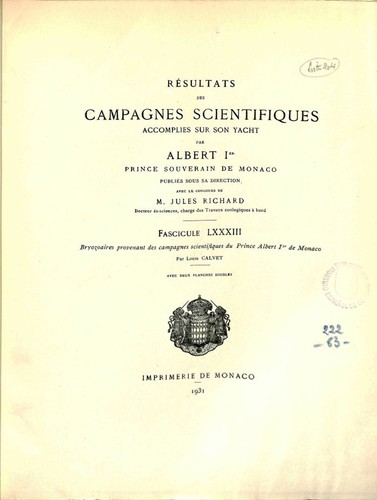 RÉSULTATS
DES
CAMPAGNES SCIENTIFIQUES
ACCOMPLIES SUR SON YACHT
PAR
ALBERT Ier
PRINCE SOUVERAIN DE MONACO
PUBLIÉS SOUS SA DIRECTION
AVEC LE CONCOURS DE
M. JULES RICHARD
Docteur ès-sciences, chargé des Travaux zoologiques à bord
FASCICULE LXXXIII
Bryozoaires provenant des campagnes scientifiques du Prince Albert Ier de Monaco
Par Louis CALVET
AVEC DEUX PLANCHES DOUBLES
222
- 83 -
IMPRIMERIE DE MONACO
1931